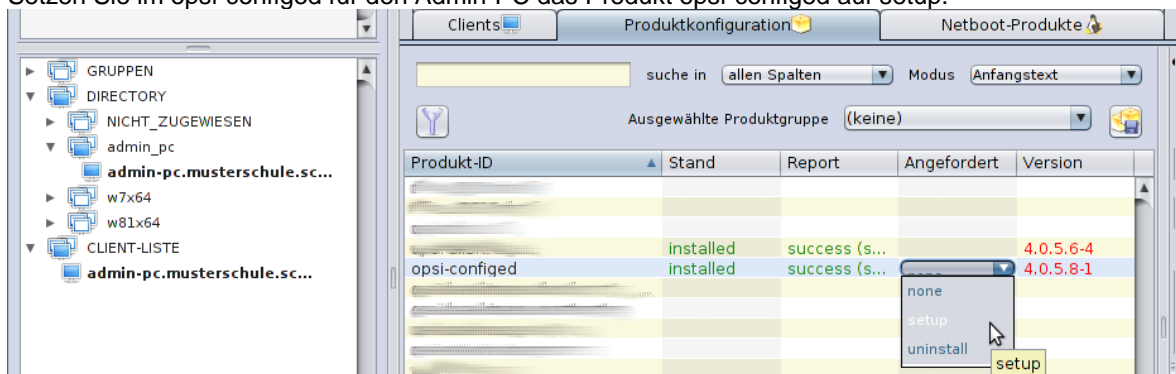 Setzen Sie im opsi-configed für den Admin-PC das Produkt opsi-configed auf setup:
Clients Produktkonfiguration Netboot-Produkte
GRUPPEN
DIRECTORY
NICHT_ZUGEWIESEN
admin_pc
admin-pc.musterschule.sc...
w7x64
w81x64
CLIENT-LISTE
admin-pc.musterschule.sc...
suche in allen Spalten Modus Anfangstext
Ausgewählte Produktgruppe (keine)
Produkt-ID Stand Report Angefordert Version
installed success (s... 4.0.5.6-4
opsi-configed installed success (s... 4.0.5.8-1
none
setup
uninstall
setup